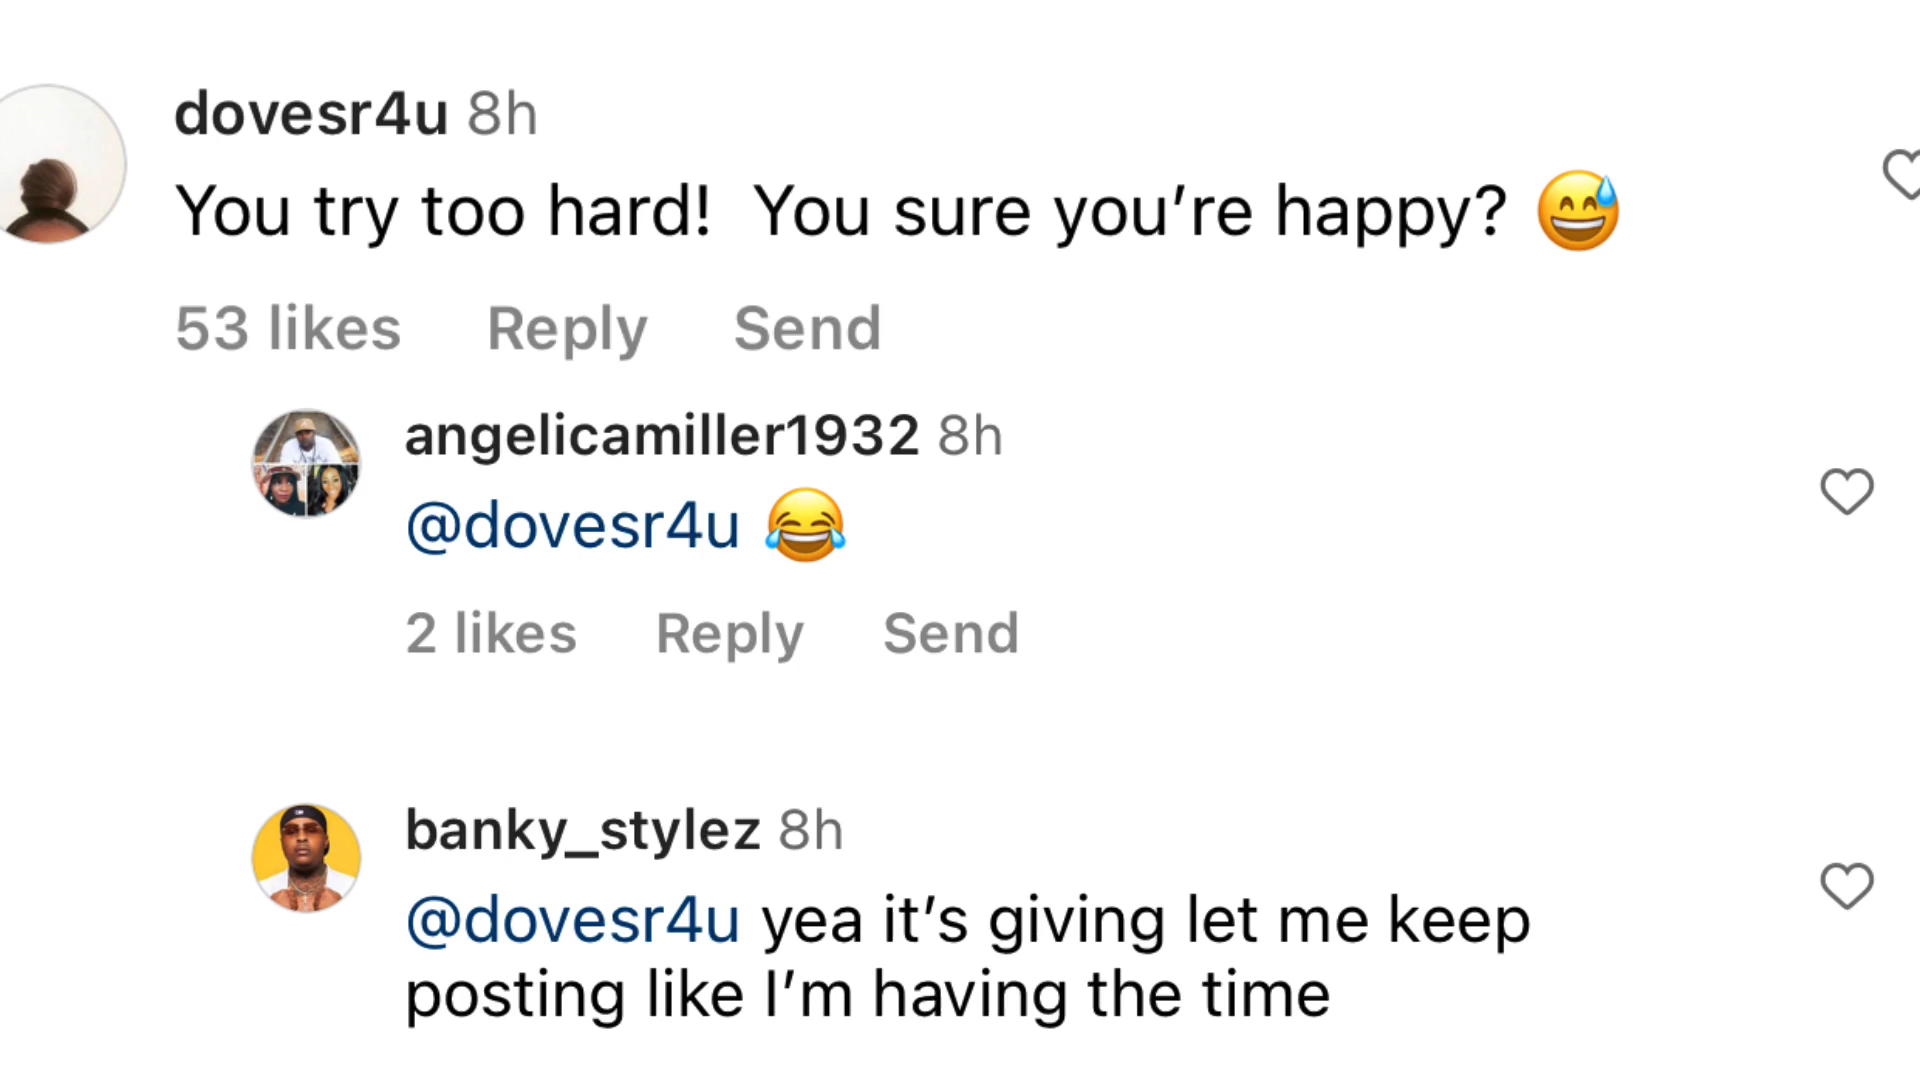 dovesr4u 8h
You try too hard!  You sure you’re happy? 😅
53 likes Reply Send
angelicamiller1932 8h
@dovesr4u 😂
2 likes Reply Send
banky_stylez 8h
@dovesr4u yea it’s giving let me keep
posting like I’m having the time